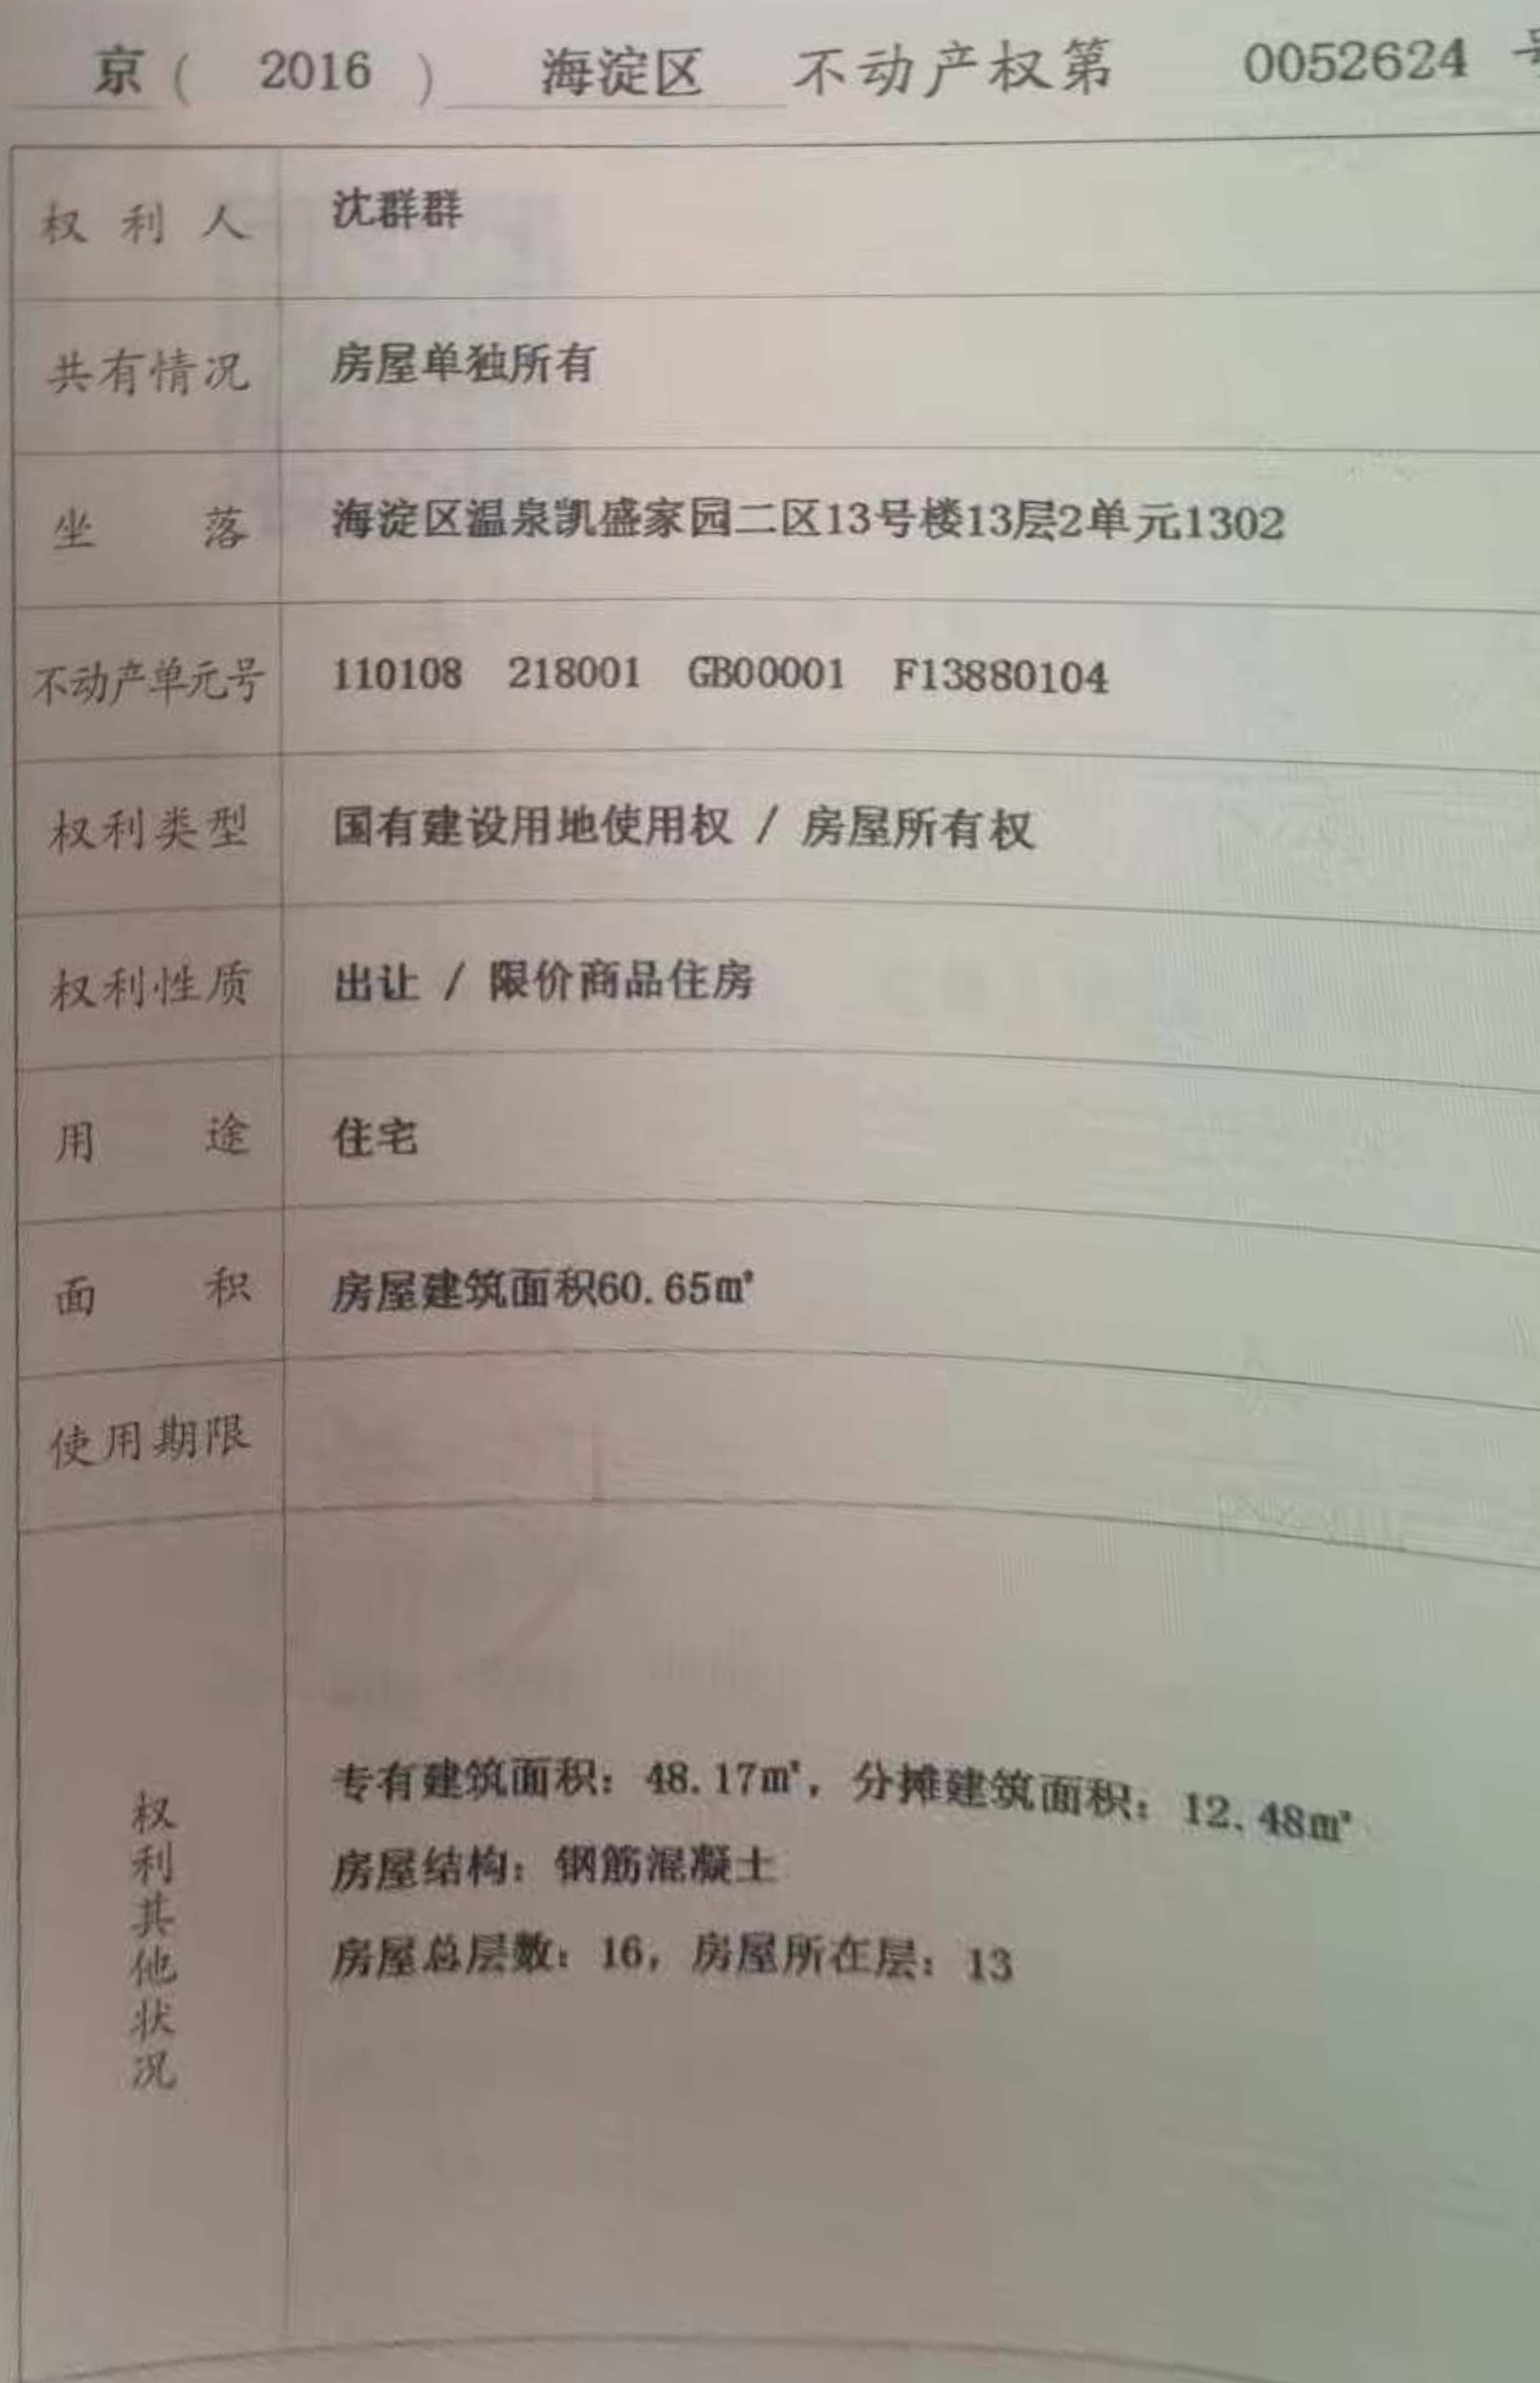 京（ 2016 ） 海淀区 不动产权第 0052624 号
权利人 沈群群
共有情况 房屋单独所有
坐落 海淀区温泉凯盛家园二区13号楼13层2单元1302
不动产单元号 110108 218001 GB00001 F13880104
权利类型 国有建设用地使用权 / 房屋所有权
权利性质 出让 / 限价商品住房
用途 住宅
面积 房屋建筑面积60.65㎡
使用期限
权利其他状况
专有建筑面积：48.17㎡，分摊建筑面积：12.48㎡
房屋结构：钢筋混凝土
房屋总层数：16，房屋所在层：13